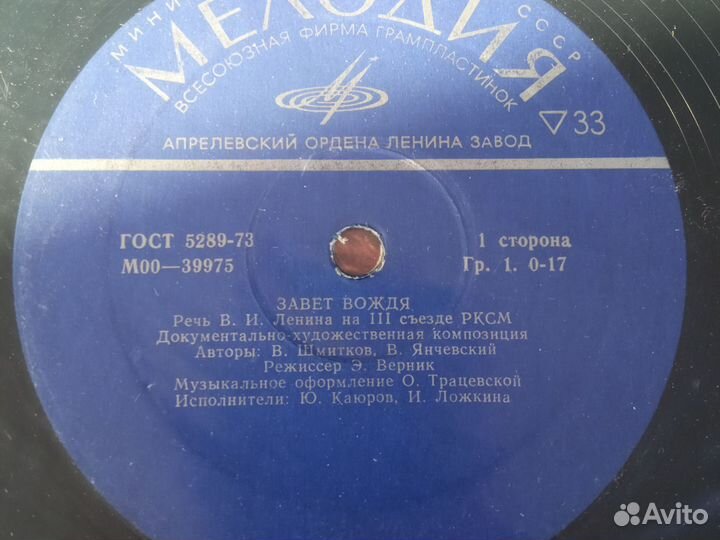 МИНИ СССР
МЕЛОДИЯ
ВСЕСОЮЗНАЯ ФИРМА ГРАМПЛАСТИНОК
33
АПРЕЛЕВСКИЙ ОРДЕНА ЛЕНИНА ЗАВОД
ГОСТ 5289-73 1 сторона
М00—39975 Гр. 1. 0-17
ЗАВЕТ ВОЖДЯ
Речь В. И. Ленина на III съезде РКСМ
Документально-художественная композиция
Авторы: В. Шмитков, В. Янчевский
Режиссер Э. Верник
Музыкальное оформление О. Трацевской
Исполнители: Ю. Каюров, И. Ложкина
Avito